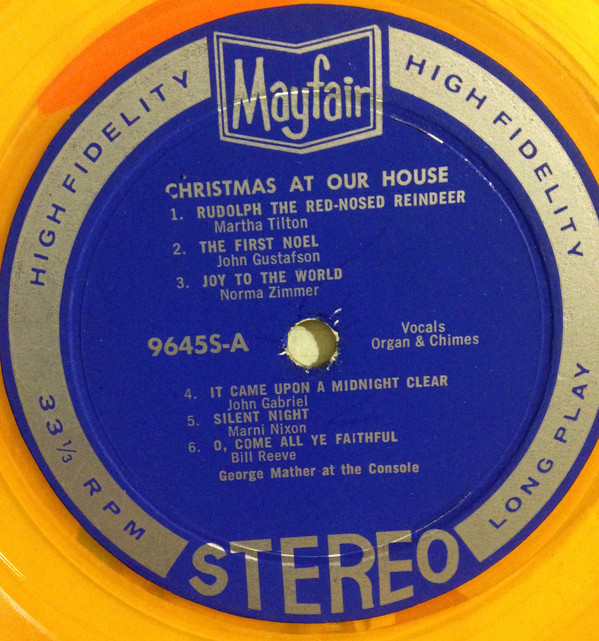 Mayfair
HIGH FIDELITY
HIGH FIDELITY
CHRISTMAS AT OUR HOUSE
1. RUDOLPH THE RED-NOSED REINDEER
Martha Tilton
2. THE FIRST NOEL
John Gustafson
3. JOY TO THE WORLD
Norma Zimmer
9645S-A
Vocals
Organ & Chimes
4. IT CAME UPON A MIDNIGHT CLEAR
John Gabriel
5. SILENT NIGHT
Marni Nixon
6. O, COME ALL YE FAITHFUL
Bill Reeve
George Mather at the Console
33 1/3 RPM
LONG PLAY
STEREO